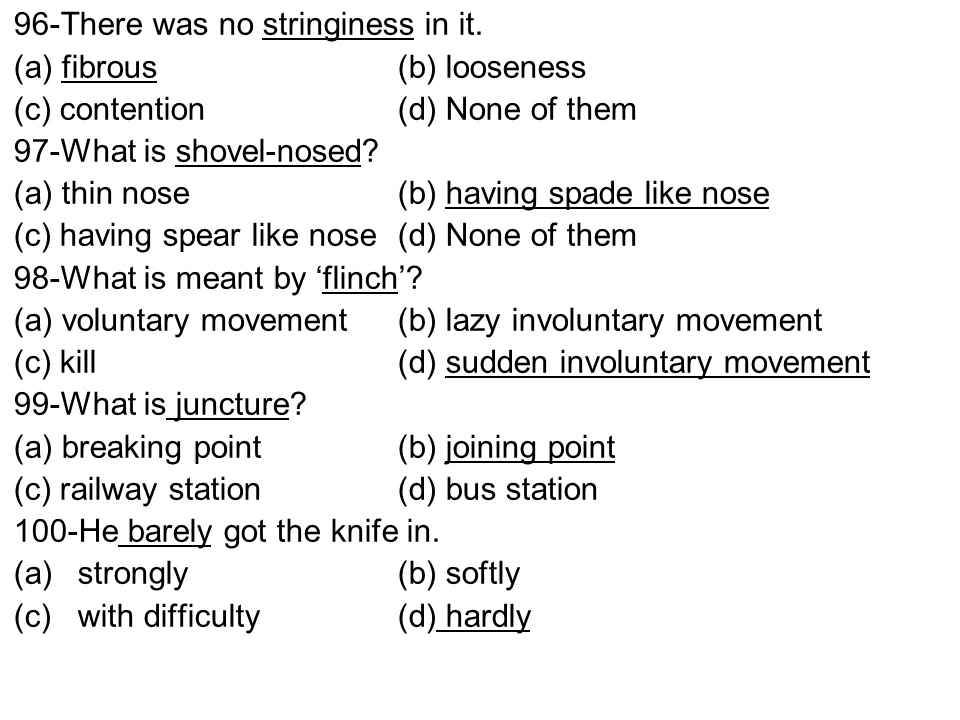 96-There was no stringiness in it.
(a) fibrous (b) looseness
(c) contention (d) None of them
97-What is shovel-nosed?
(a) thin nose (b) having spade like nose
(c) having spear like nose (d) None of them
98-What is meant by ‘flinch’?
(a) voluntary movement (b) lazy involuntary movement
(c) kill (d) sudden involuntary movement
99-What is juncture?
(a) breaking point (b) joining point
(c) railway station (d) bus station
100-He barely got the knife in.
(a) strongly (b) softly
(c) with difficulty (d) hardly